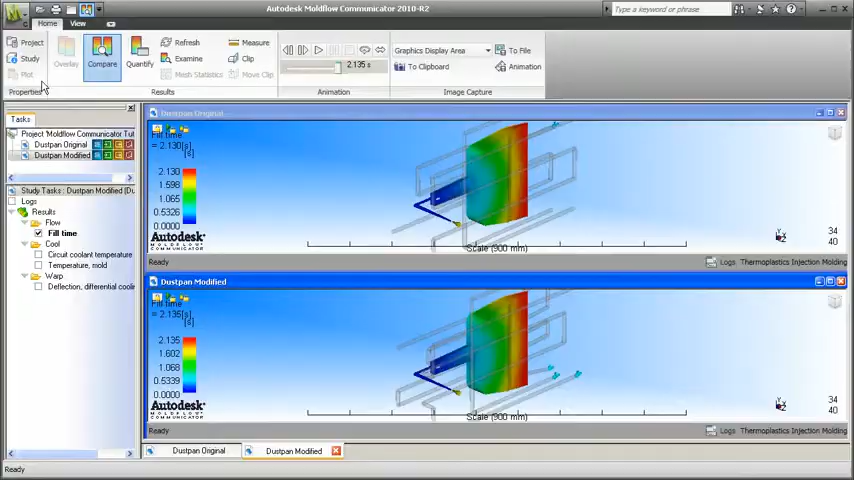 Autodesk Moldflow Communicator 2010-R2
Type a keyword or phrase
Home
View
Project
Study
Plot
Properties
Overlay
Compare
Quantify
Refresh
Examine
Mesh Statistics
Measure
Clip
Move Clip
Results
2.135 s
Animation
Graphics Display Area
To Clipboard
To File
Animation
Image Capture
Tasks
Project 'Moldflow Communicator Tut
Dustpan Original
Dustpan Modified
Study Tasks : Dustpan Modified (Du
Logs
Results
Flow
Fill time
Cool
Circuit coolant temperature
Temperature, mold
Warp
Deflection, differential coolin
Dustpan Original
Fill time
= 2.130[s]
[s]
2.130
1.598
1.065
0.5326
0.0000
Autodesk
MOLDFLOW
COMMUNICATOR
Scale (900 mm)
34
40
Ready
Logs
Thermoplastics Injection Molding
Dustpan Modified
Fill time
= 2.135[s]
[s]
2.135
1.602
1.068
0.5339
0.0000
Autodesk
MOLDFLOW
COMMUNICATOR
Scale (900 mm)
34
40
Ready
Logs
Thermoplastics Injection Molding
Dustpan Original
Dustpan Modified
Ready